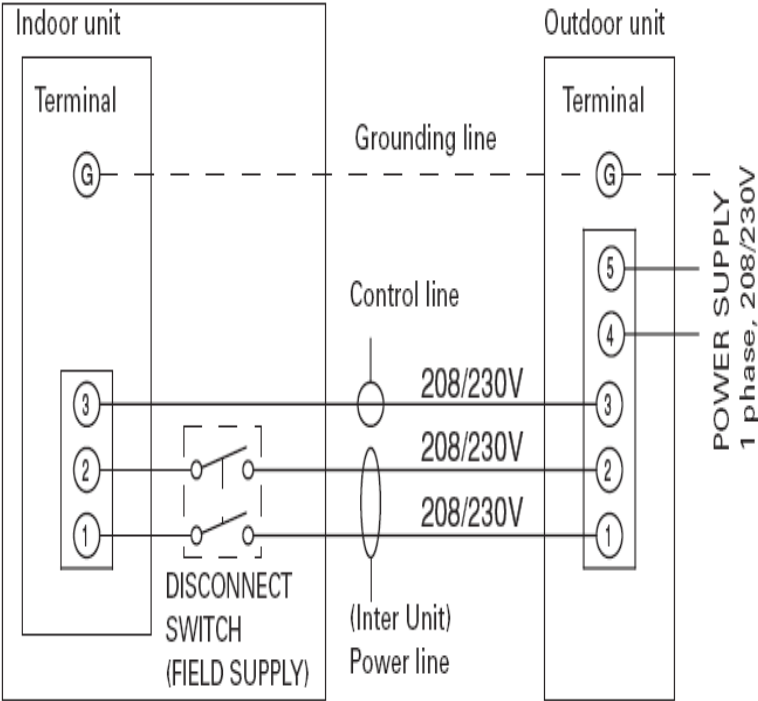 Indoor unit
Outdoor unit
Terminal
Terminal
Grounding line
G
G
5
4
POWER SUPPLY
1 phase, 208/230V
Control line
3
208/230V
3
2
208/230V
2
1
208/230V
1
DISCONNECT
SWITCH
(FIELD SUPPLY)
(Inter Unit)
Power line